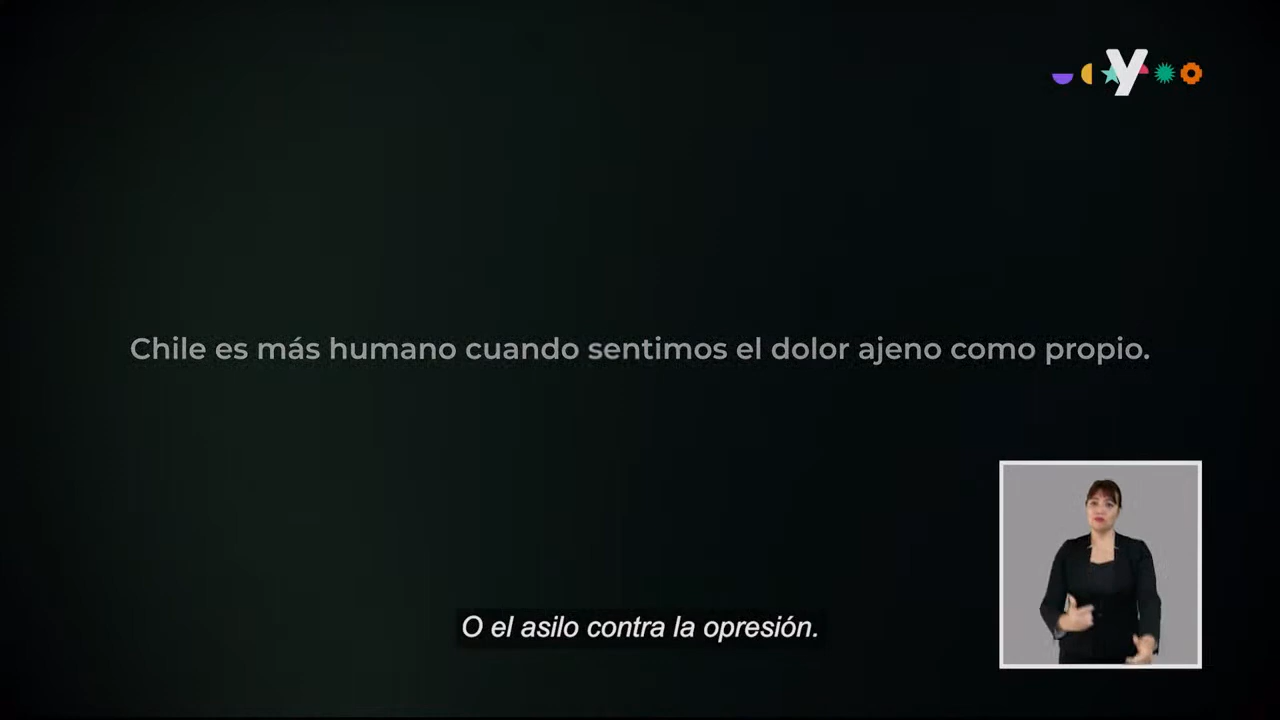 y
Chile es más humano cuando sentimos el dolor ajeno como propio.
O el asilo contra la opresión.